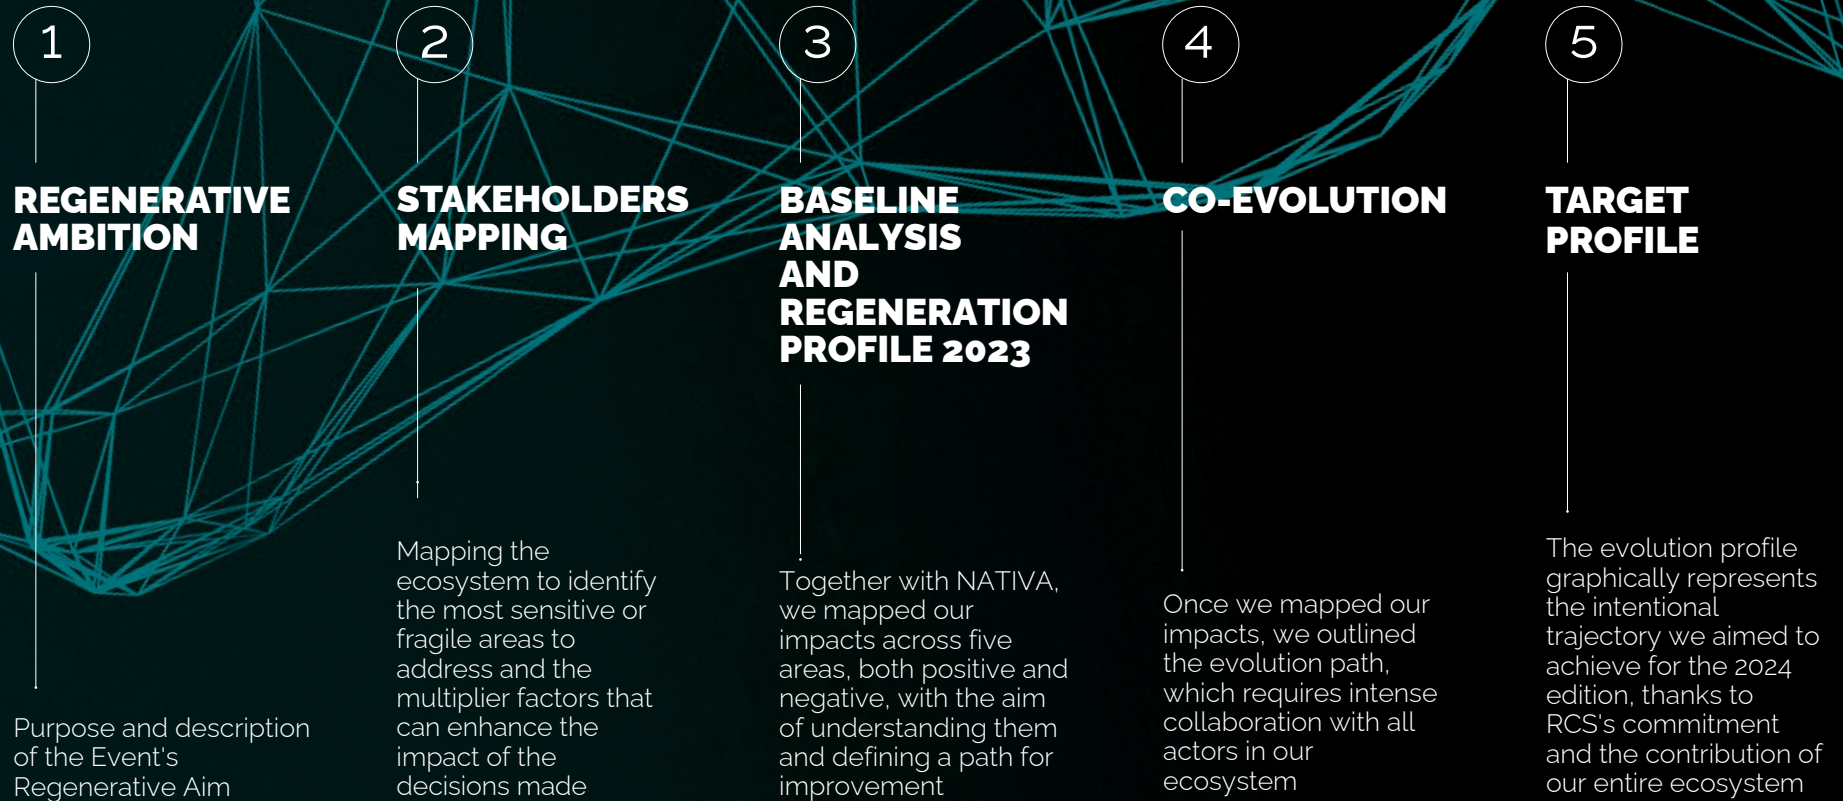 1
REGENERATIVE
AMBITION
Purpose and description
of the Event's
Regenerative Aim
2
STAKEHOLDERS
MAPPING
Mapping the
ecosystem to identify
the most sensitive or
fragile areas to
address and the
multiplier factors that
can enhance the
impact of the
decisions made
3
BASELINE
ANALYSIS
AND
REGENERATION
PROFILE 2023
Together with NATIVA,
we mapped our
impacts across five
areas, both positive and
negative, with the aim
of understanding them
and defining a path for
improvement
4
CO-EVOLUTION
Once we mapped our
impacts, we outlined
the evolution path,
which requires intense
collaboration with all
actors in our
ecosystem
5
TARGET
PROFILE
The evolution profile
graphically represents
the intentional
trajectory we aimed to
achieve for the 2024
edition, thanks to
RCS's commitment
and the contribution of
our entire ecosystem